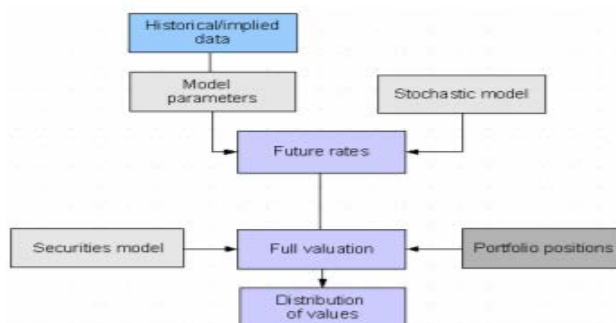 Historical/implied
data
Model
parameters
Stochastic model
Future rates
Securities model
Full valuation
Portfolio positions
Distribution
of values